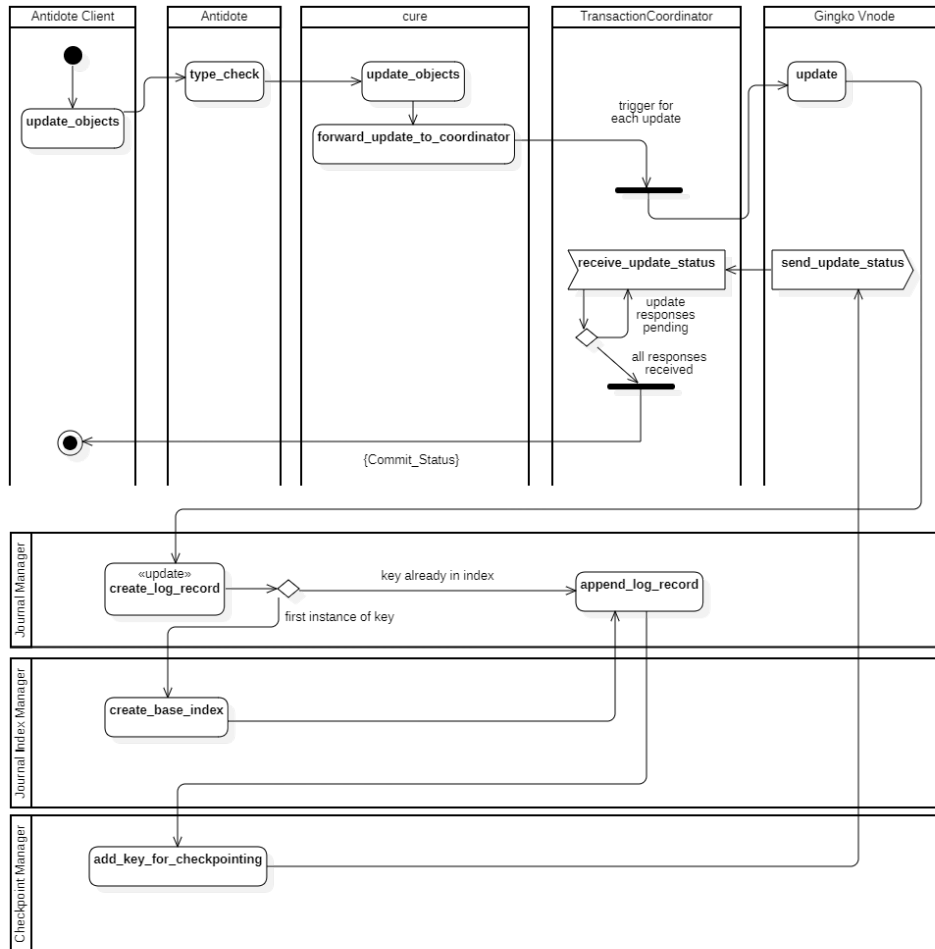 Antidote Client
Antidote
cure
TransactionCoordinator
Gingko Vnode
type_check
update_objects
update
update_objects
trigger for
each update
forward_update_to_coordinator
receive_update_status
send_update_status
update
responses
pending
all responses
received
{Commit_Status}
Journal Manager
«update»
create_log_record
key already in index
append_log_record
first instance of key
Journal Index Manager
create_base_index
Checkpoint Manager
add_key_for_checkpointing